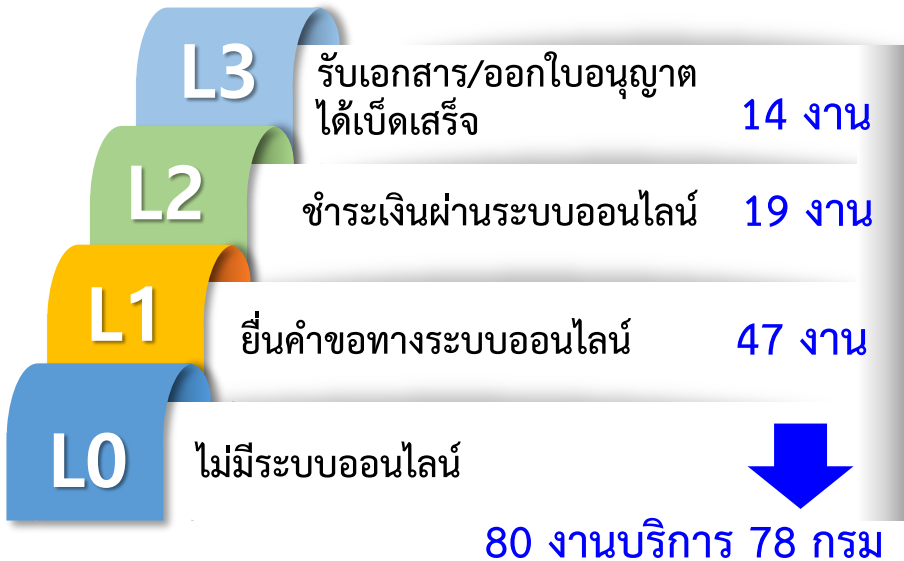 L3
รับเอกสาร/ออกใบอนุญาต
ได้เบ็ดเสร็จ 14 งาน
L2 ชำระเงินผ่านระบบออนไลน์ 19 งาน
L1 ยื่นคำขอทางระบบออนไลน์ 47 งาน
L0 ไม่มีระบบออนไลน์
80 งานบริการ 78 กรม